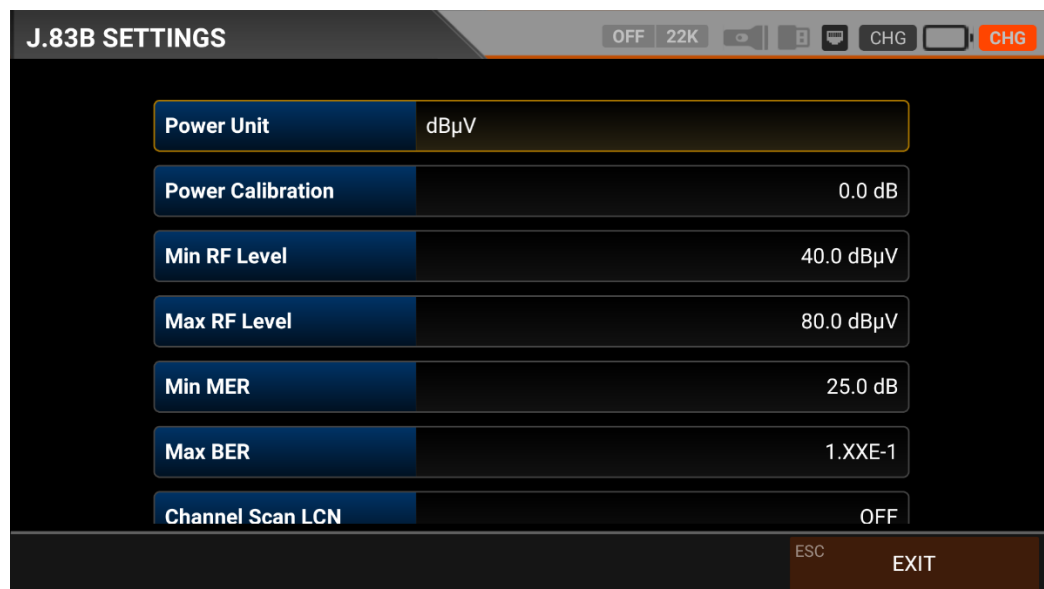 J.83B SETTINGS OFF 22K CHG CHG
Power Unit dBµV
Power Calibration 0.0 dB
Min RF Level 40.0 dBµV
Max RF Level 80.0 dBµV
Min MER 25.0 dB
Max BER 1.XXE-1
Channel Scan LCN OFF
ESC EXIT